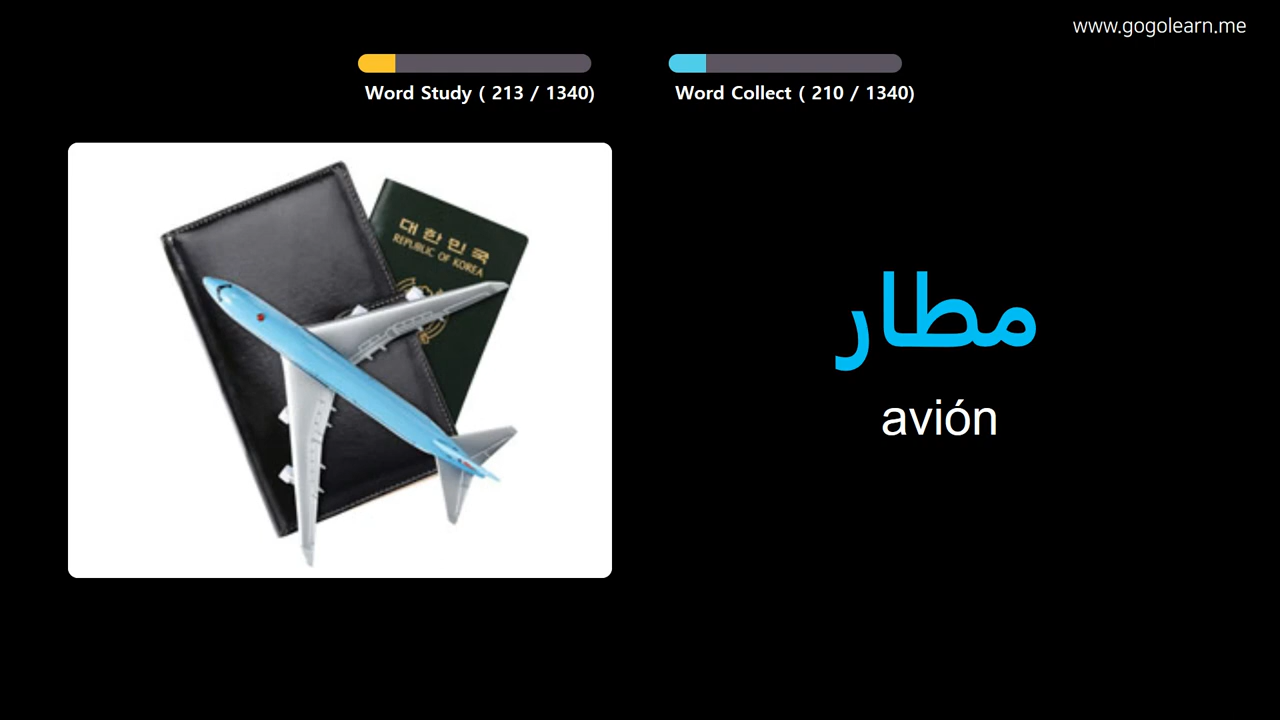 www.gogolearn.me
Word Study ( 213 / 1340)
Word Collect ( 210 / 1340)
대한민국
REPUBLIC OF KOREA
مطار
avión